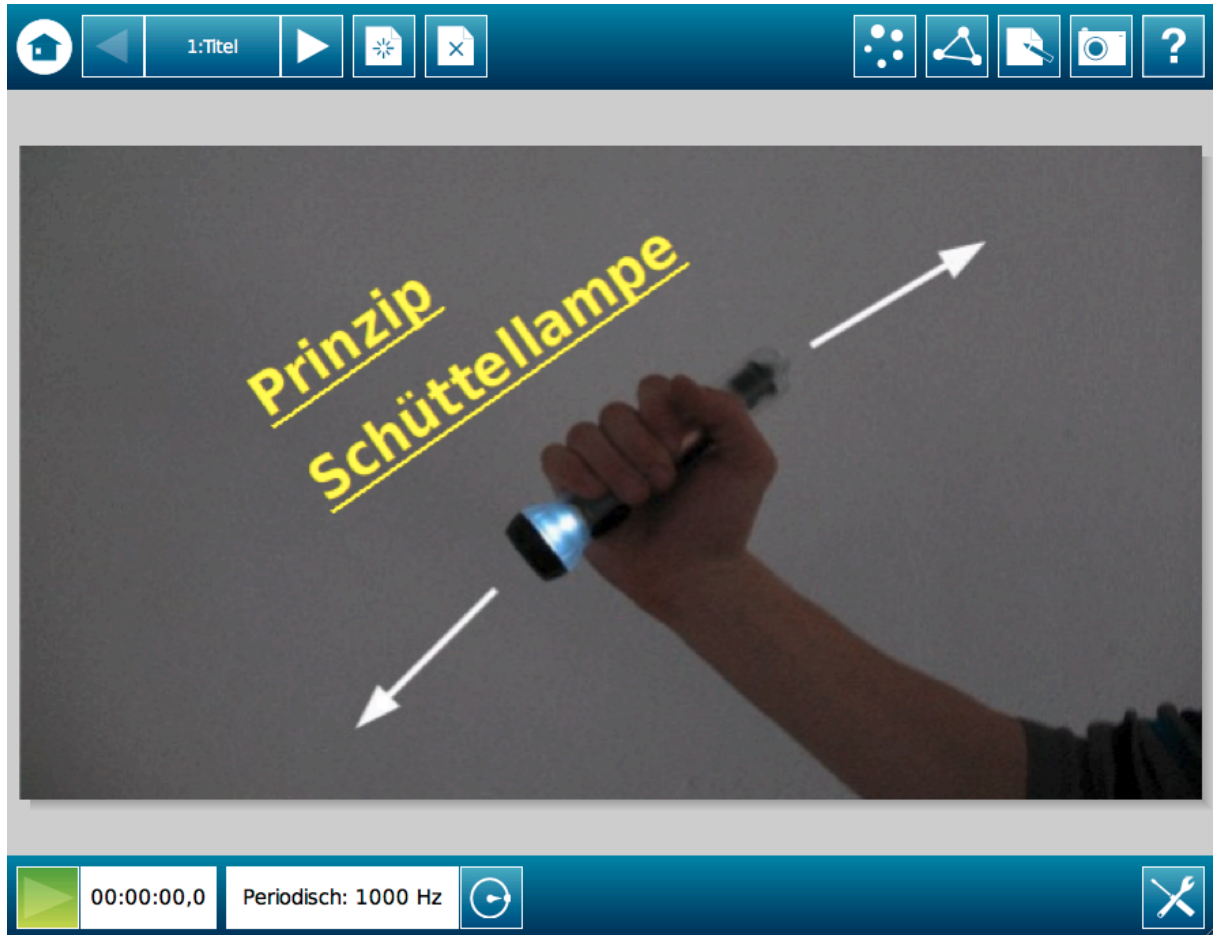 1:Titel
?
Prinzip
Schüttellampe
00:00:00,0
Periodisch: 1000 Hz